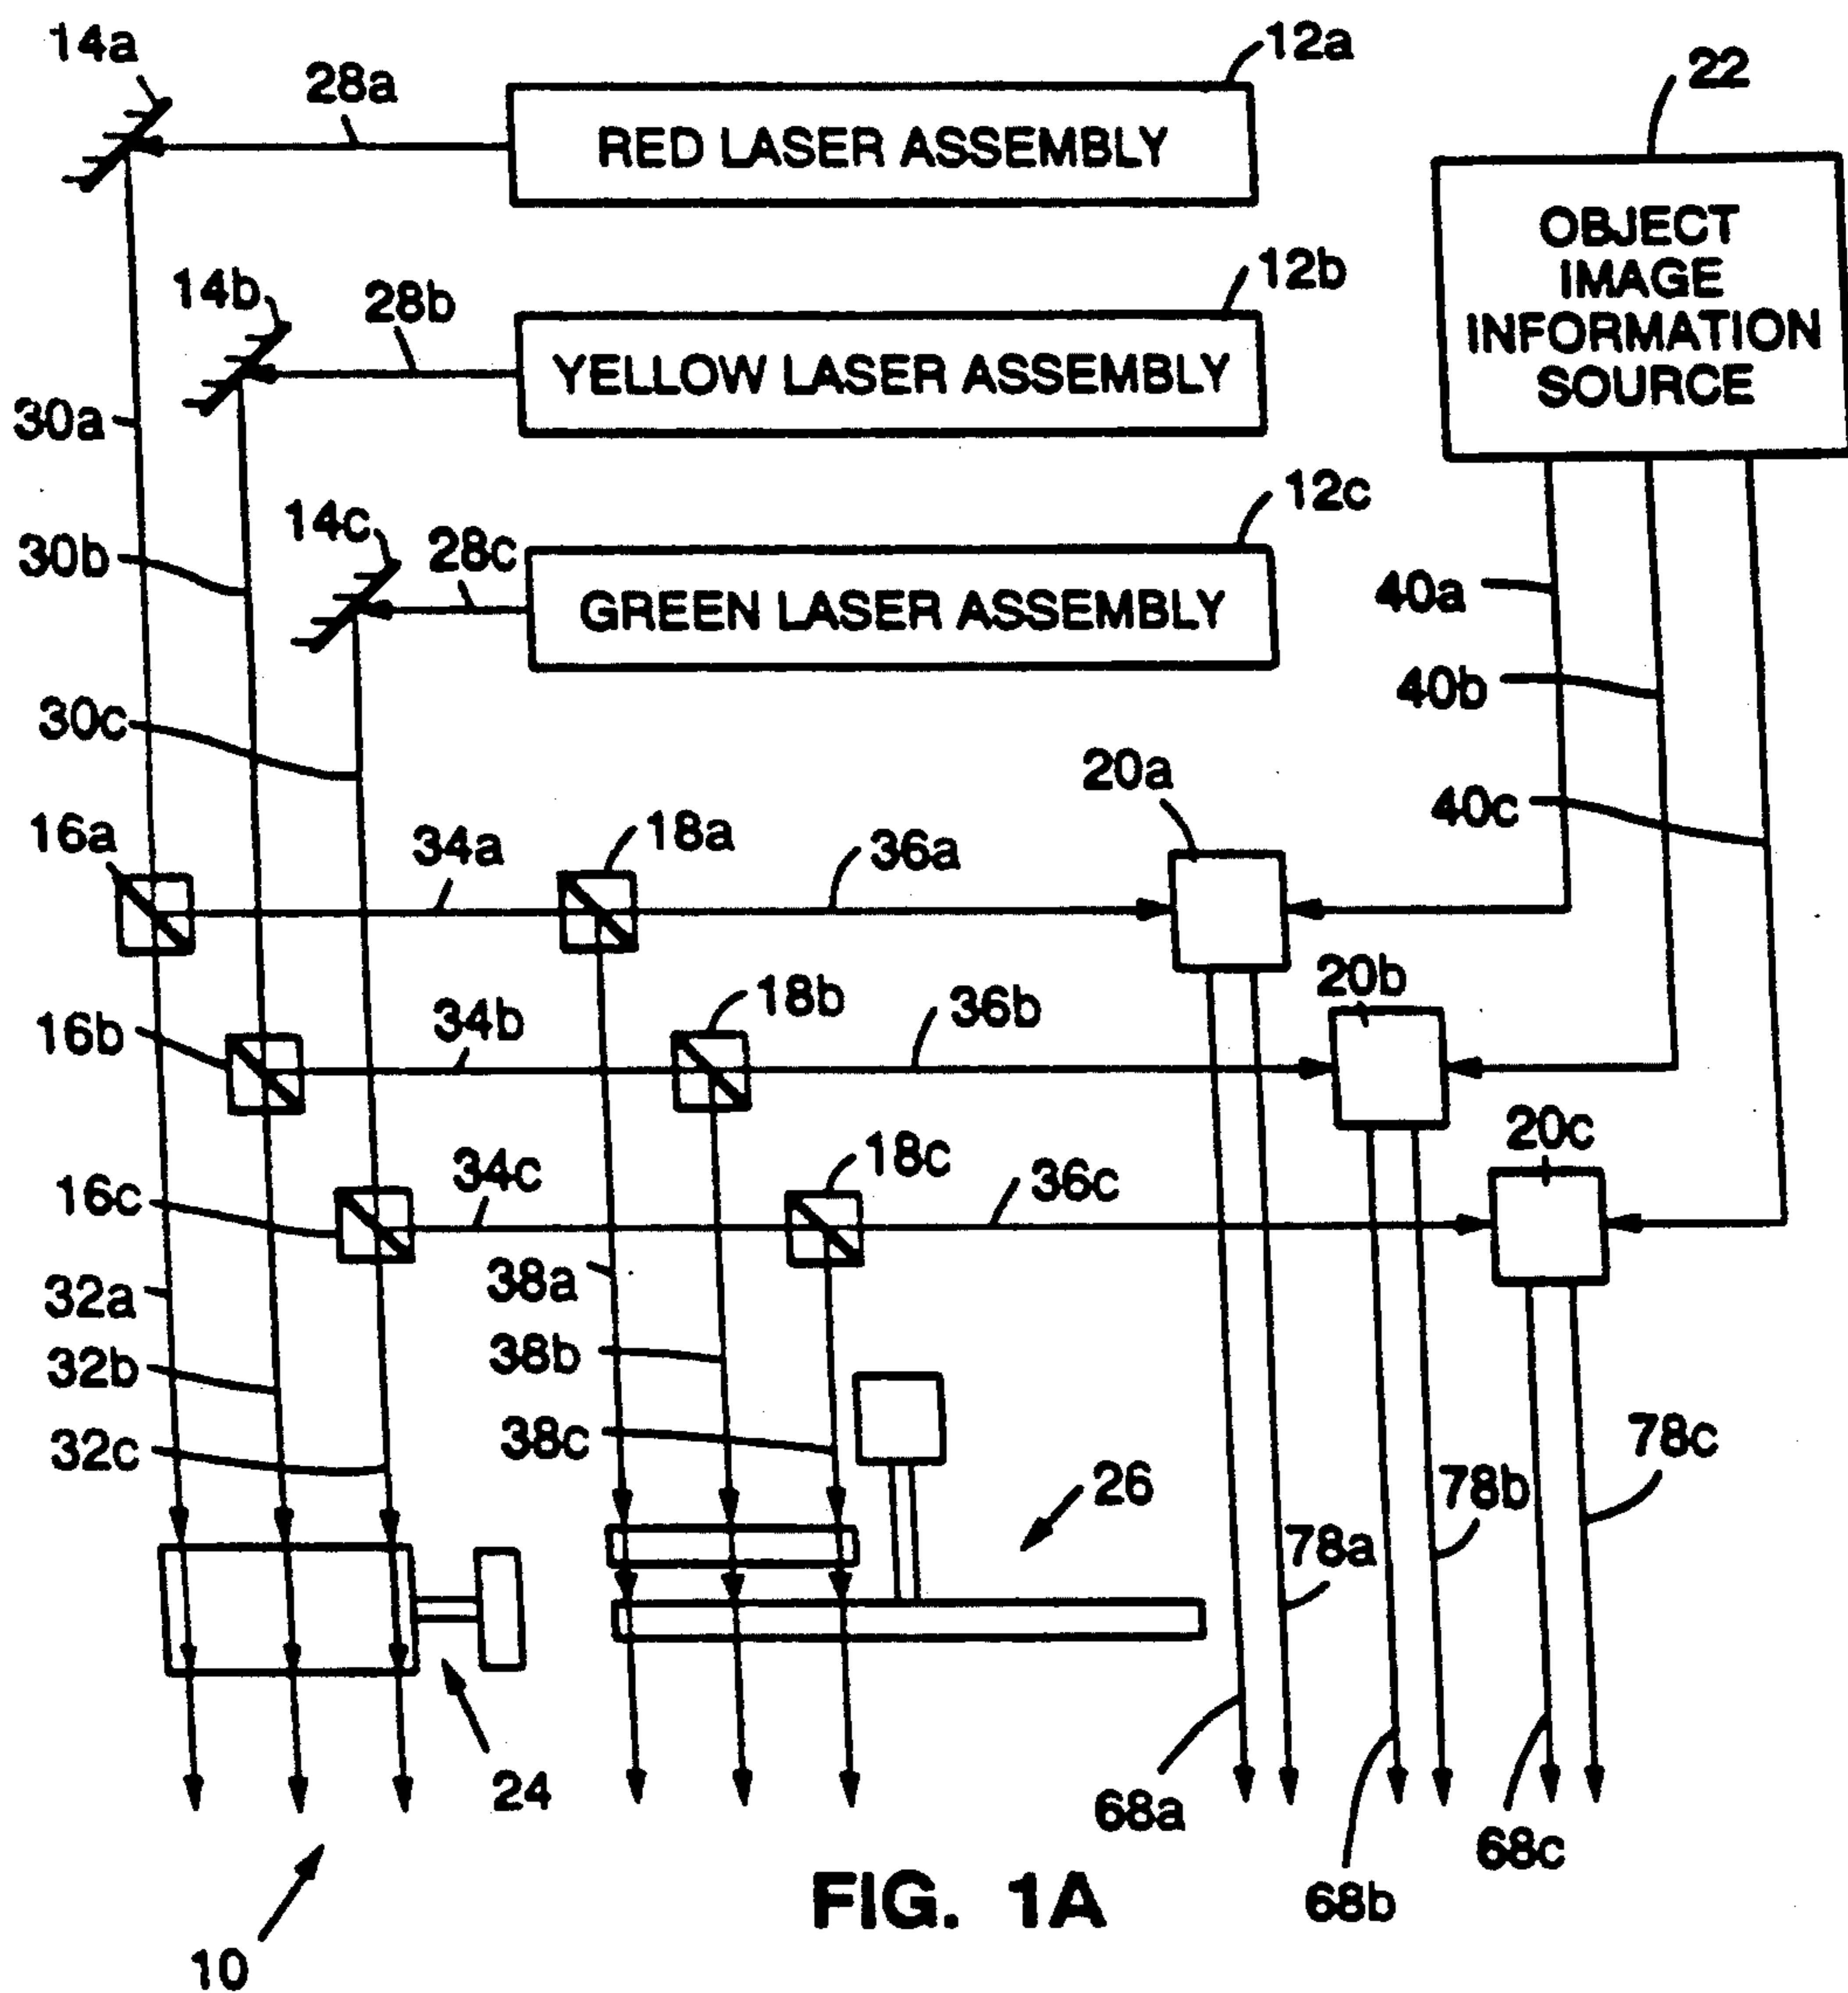 14a
28a
12a
RED LASER ASSEMBLY
22
OBJECT
IMAGE
INFORMATION
SOURCE
14b
28b
12b
YELLOW LASER ASSEMBLY
30a
14c
28c
12c
GREEN LASER ASSEMBLY
30b
40a
40b
30c
20a
40c
16a
34a
18a
36a
20b
16b
34b
18b
36b
20c
16c
34c
18c
36c
32a
38a
32b
38b
32c
38c
26
78a
78b
78c
24
68a
68b
68c
FIG. 1A
10